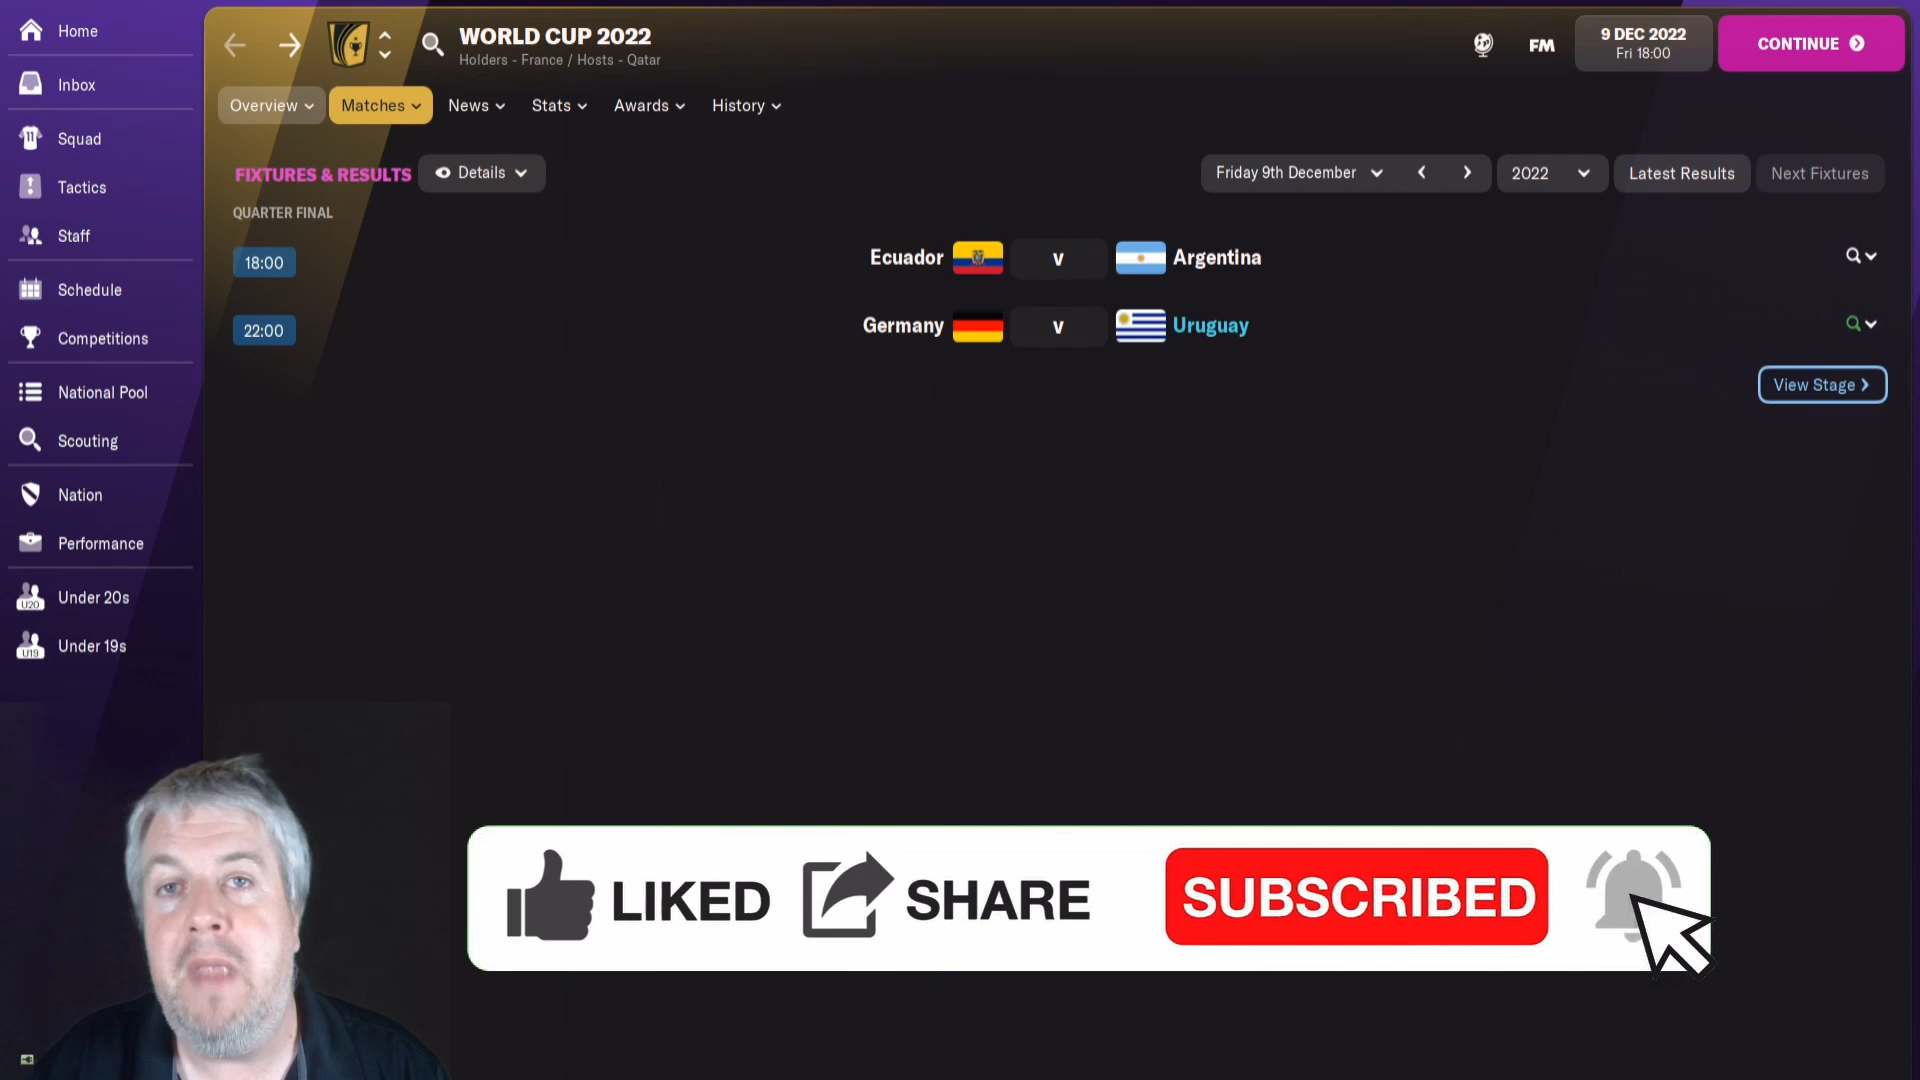 Home
Inbox
Squad
Tactics
Staff
Schedule
Competitions
National Pool
Scouting
Nation
Performance
U20
Under 20s
U19
Under 19s
WORLD CUP 2022
Holders - France / Hosts - Qatar
FM
9 DEC 2022
Fri 18:00
CONTINUE
Overview
Matches
News
Stats
Awards
History
FIXTURES & RESULTS
Details
Friday 9th December
2022
Latest Results
Next Fixtures
QUARTER FINAL
18:00
Ecuador
v
Argentina
22:00
Germany
v
Uruguay
View Stage
LIKED
SHARE
SUBSCRIBED